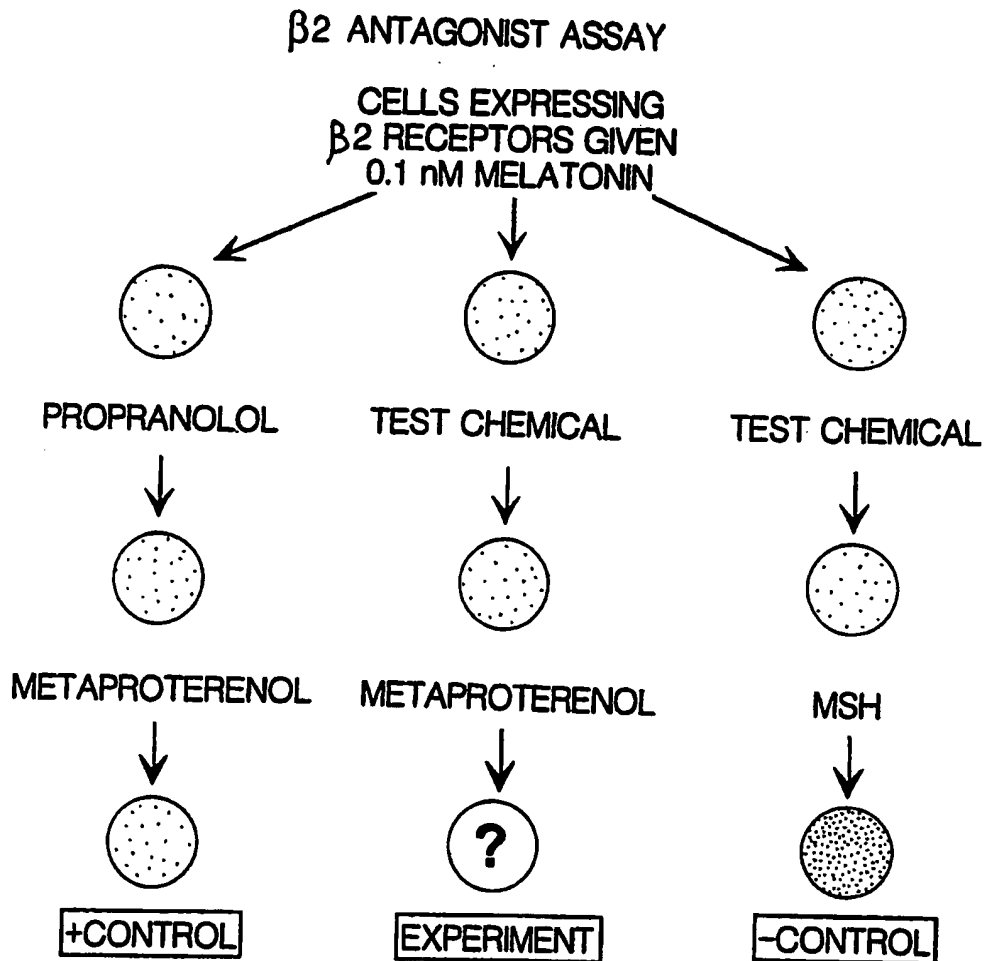 β2 ANTAGONIST ASSAY
CELLS EXPRESSING
β2 RECEPTORS GIVEN
0.1 nM MELATONIN
PROPRANOLOL
TEST CHEMICAL
TEST CHEMICAL
METAPROTERENOL
METAPROTERENOL
MSH
?
+CONTROL
EXPERIMENT
-CONTROL